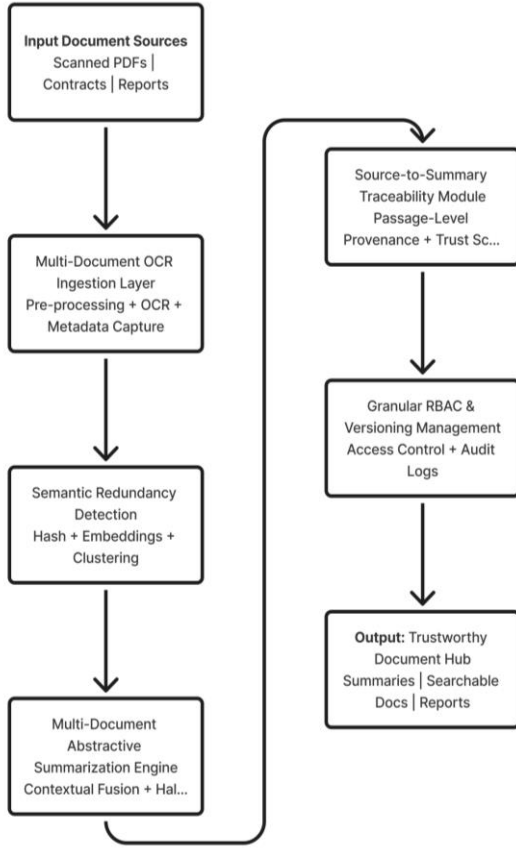 Input Document Sources
Scanned PDFs |
Contracts | Reports
Multi-Document OCR
Ingestion Layer
Pre-processing + OCR +
Metadata Capture
Semantic Redundancy
Detection
Hash + Embeddings +
Clustering
Multi-Document
Abstractive
Summarization Engine
Contextual Fusion + Hal...
Source-to-Summary
Traceability Module
Passage-Level
Provenance + Trust Sc...
Granular RBAC &
Versioning Management
Access Control + Audit
Logs
Output: Trustworthy
Document Hub
Summaries | Searchable
Docs | Reports